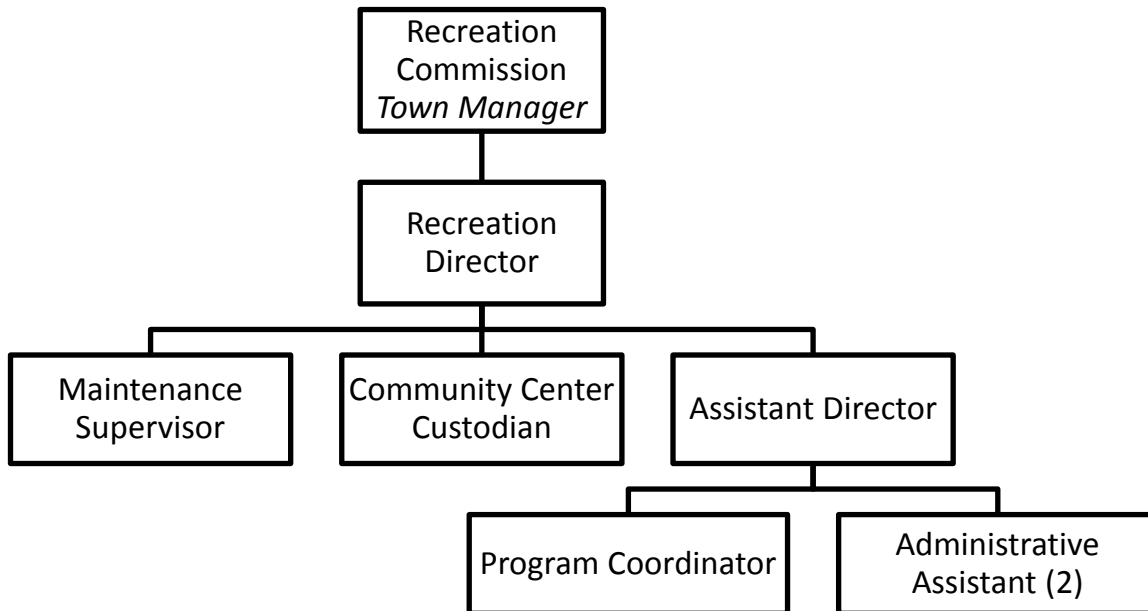 Recreation
Commission
Town Manager
Recreation
Director
Maintenance
Supervisor
Community Center
Custodian
Assistant Director
Program Coordinator
Administrative
Assistant (2)